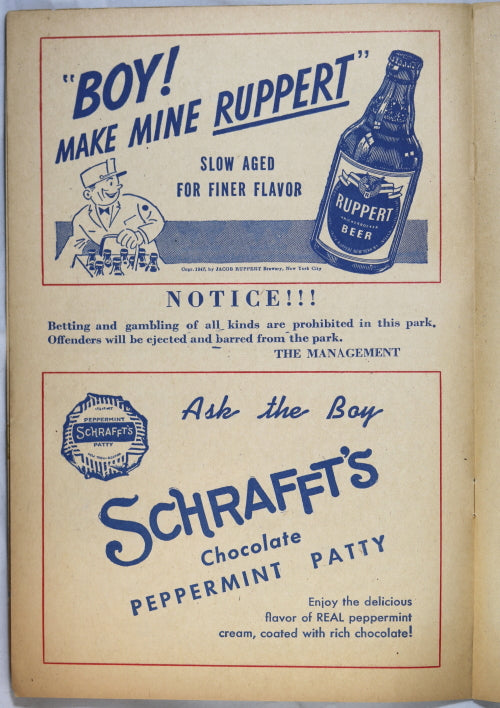 "BOY!
MAKE MINE RUPPERT"
SLOW AGED
FOR FINER FLAVOR
RUPPERT
KNICKERBOCKER
BEER
Copr. 1947, by JACOB RUPPERT Brewery, New York City
NOTICE!!!
Betting and gambling of all kinds are prohibited in this park.
Offenders will be ejected and barred from the park.
THE MANAGEMENT
PEPPERMINT
SCHRAFFT'S
PATTY
Ask the Boy
SCHRAFFT'S
Chocolate
PEPPERMINT PATTY
Enjoy the delicious
flavor of REAL peppermint
cream, coated with rich chocolate!